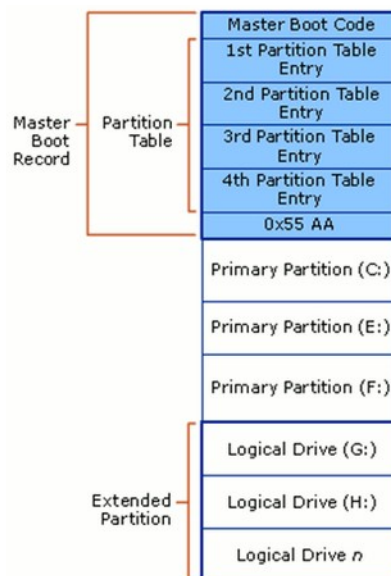 Master Boot Code
1st Partition Table
Entry
2nd Partition Table
Entry
3rd Partition Table
Entry
4th Partition Table
Entry
0x55 AA
Master
Boot
Record
Partition
Table
Primary Partition (C:)
Primary Partition (E:)
Primary Partition (F:)
Logical Drive (G:)
Logical Drive (H:)
Logical Drive n
Extended
Partition